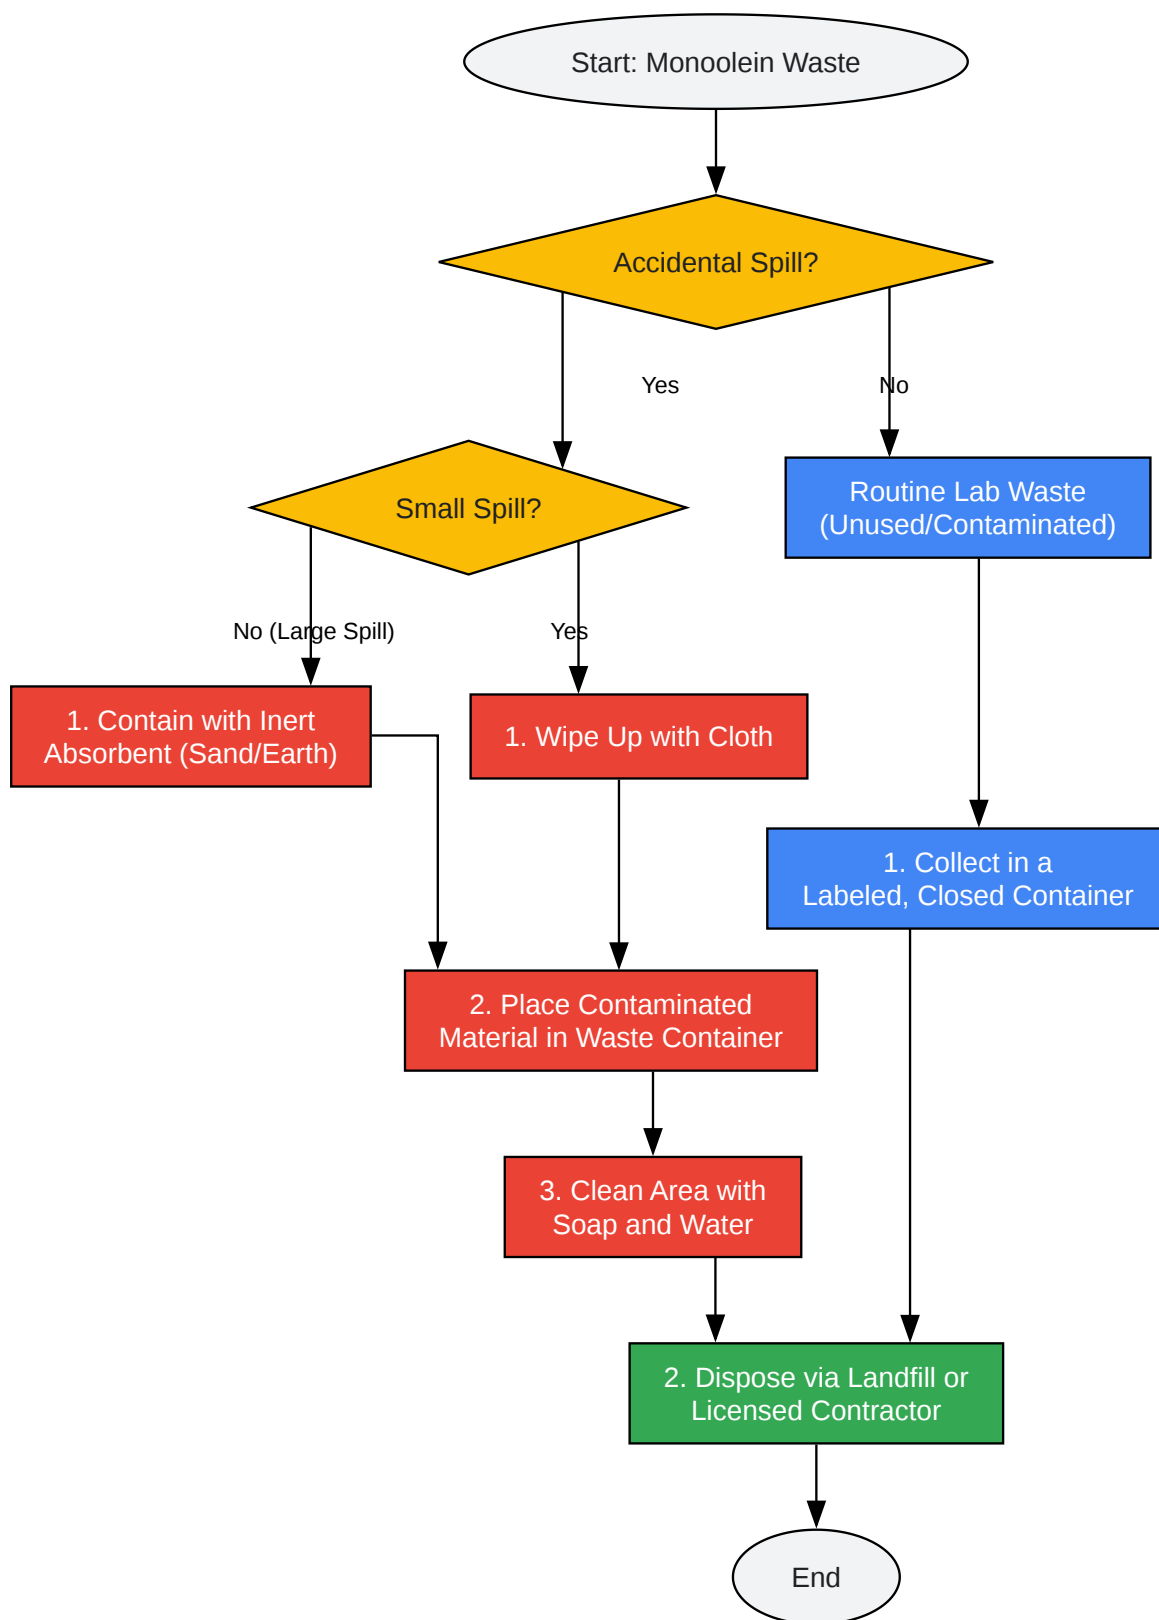 Start: Monoolein Waste
Accidental Spill?
Yes
No
Small Spill?
Routine Lab Waste
(Unused/Contaminated)
No (Large Spill)
Yes
1. Contain with Inert
Absorbent (Sand/Earth)
1. Wipe Up with Cloth
1. Collect in a
Labeled, Closed Container
2. Place Contaminated
Material in Waste Container
3. Clean Area with
Soap and Water
2. Dispose via Landfill or
Licensed Contractor
End